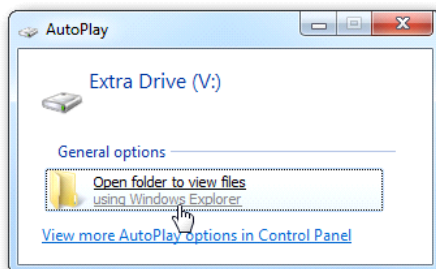 AutoPlay
Extra Drive (V:)
General options
Open folder to view files
using Windows Explorer
View more AutoPlay options in Control Panel